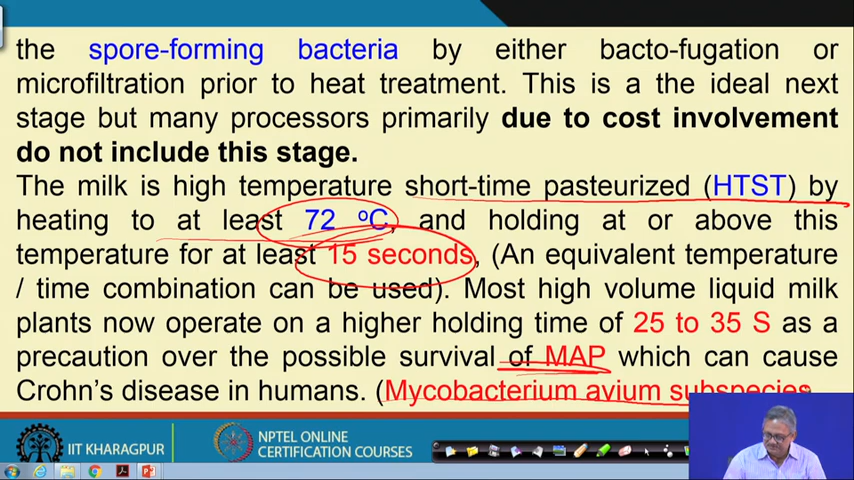 the spore-forming bacteria by either bacto-fugation or
microfiltration prior to heat treatment. This is a the ideal next
stage but many processors primarily due to cost involvement
do not include this stage.
The milk is high temperature short-time pasteurized (HTST) by
heating to at least 72 ºC, and holding at or above this
temperature for at least 15 seconds, (An equivalent temperature
/ time combination can be used). Most high volume liquid milk
plants now operate on a higher holding time of 25 to 35 S as a
precaution over the possible survival of MAP which can cause
Crohn's disease in humans. (Mycobacterium avium subspecies
IIT KHARAGPUR
NPTEL ONLINE
CERTIFICATION COURSES